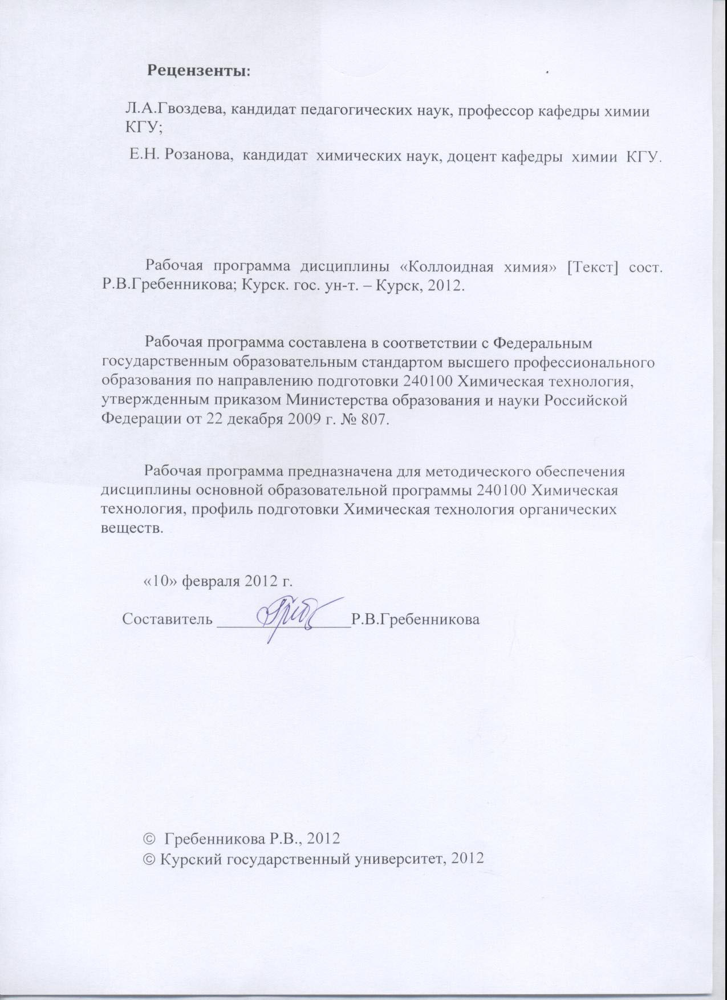 Рецензенты:
Л.А.Гвоздева, кандидат педагогических наук, профессор кафедры химии
КГУ;
Е.Н. Розанова, кандидат химических наук, доцент кафедры химии КГУ.
Рабочая программа дисциплины «Коллоидная химия» [Текст] сост.
Р.В.Гребенникова; Курск. гос. ун-т. – Курск, 2012.
Рабочая программа составлена в соответствии с Федеральным
государственным образовательным стандартом высшего профессионального
образования по направлению подготовки 240100 Химическая технология,
утвержденным приказом Министерства образования и науки Российской
Федерации от 22 декабря 2009 г. № 807.
Рабочая программа предназначена для методического обеспечения
дисциплины основной образовательной программы 240100 Химическая
технология, профиль подготовки Химическая технология органических
веществ.
«10» февраля 2012 г.
Составитель _________________Р.В.Гребенникова
© Гребенникова Р.В., 2012
© Курский государственный университет, 2012